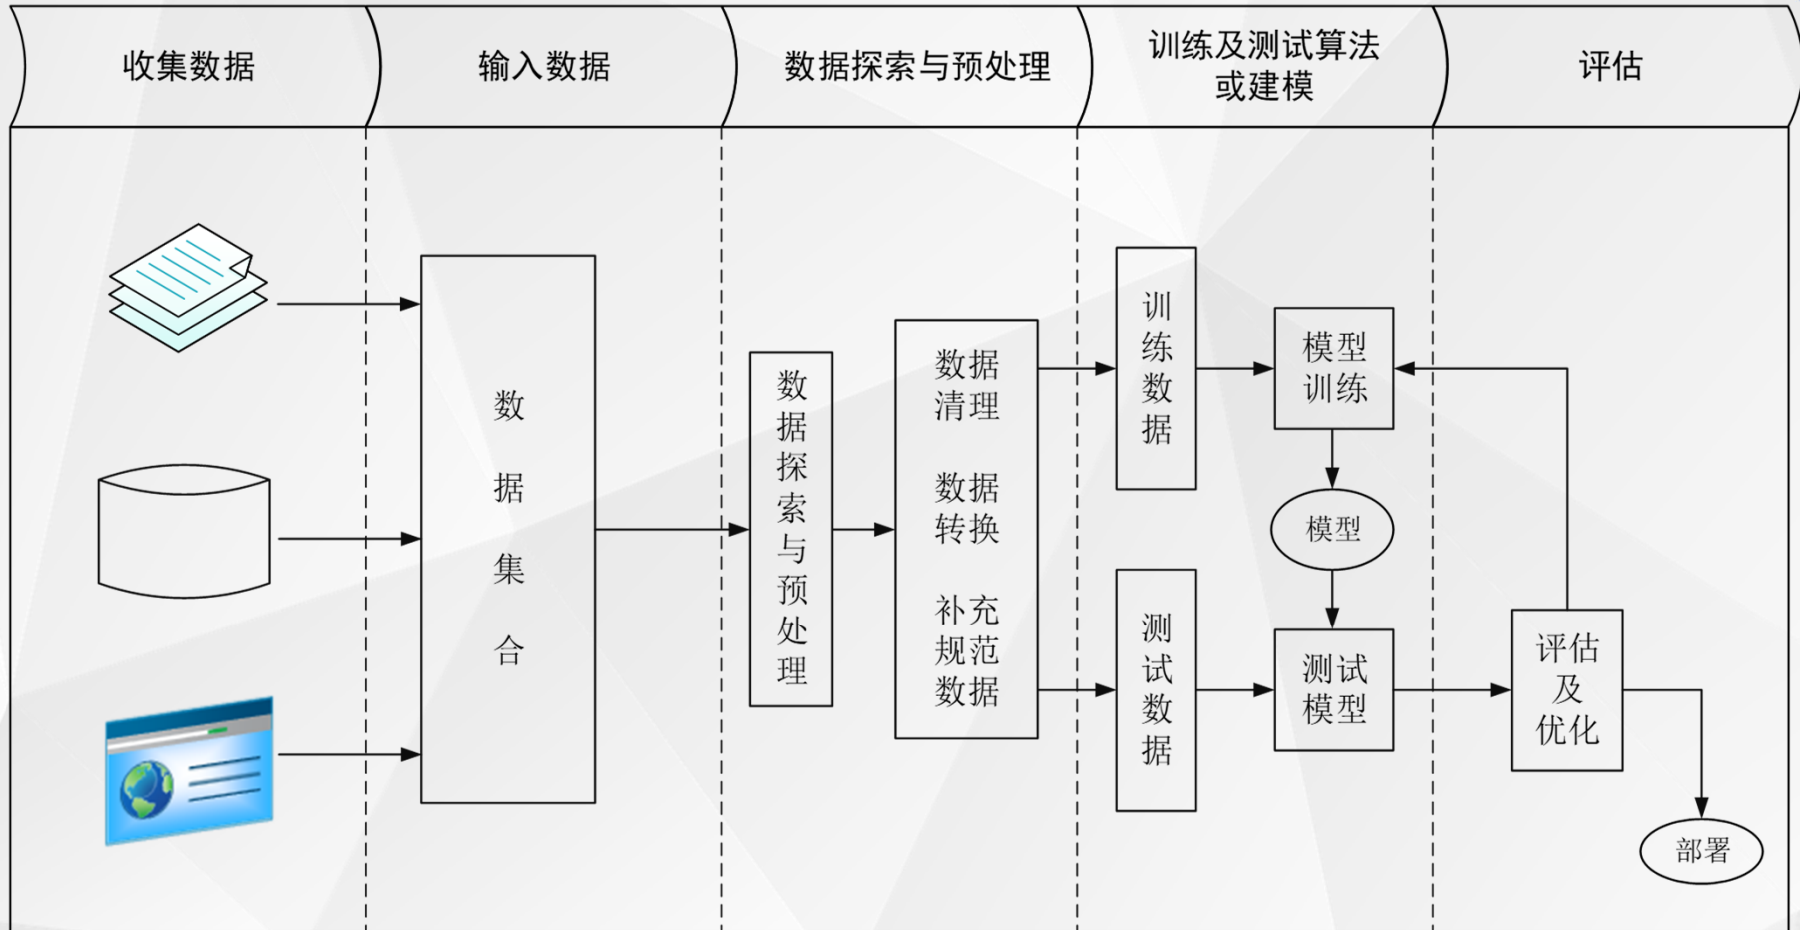 收集数据
输入数据
数据探索与预处理
训练及测试算法
或建模
评估
数据集合
数据探索与预处理
数据
清理
数据
转换
补充
规范
数据
训练数据
模型
训练
模型
测试数据
测试
模型
评估
及
优化
部署